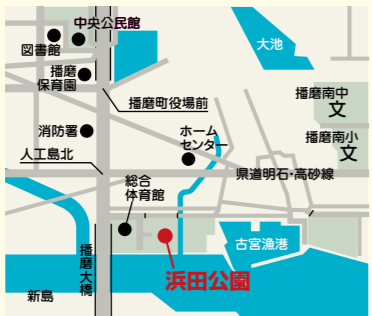 中央公民館
図書館
大池
播磨
保育園
播磨南中
文
播磨町役場前
消防署
ホーム
センター
播磨南小
文
人工島北
県道明石・高砂線
総合
体育館
古宮漁港
播磨大橋
浜田公園
新島